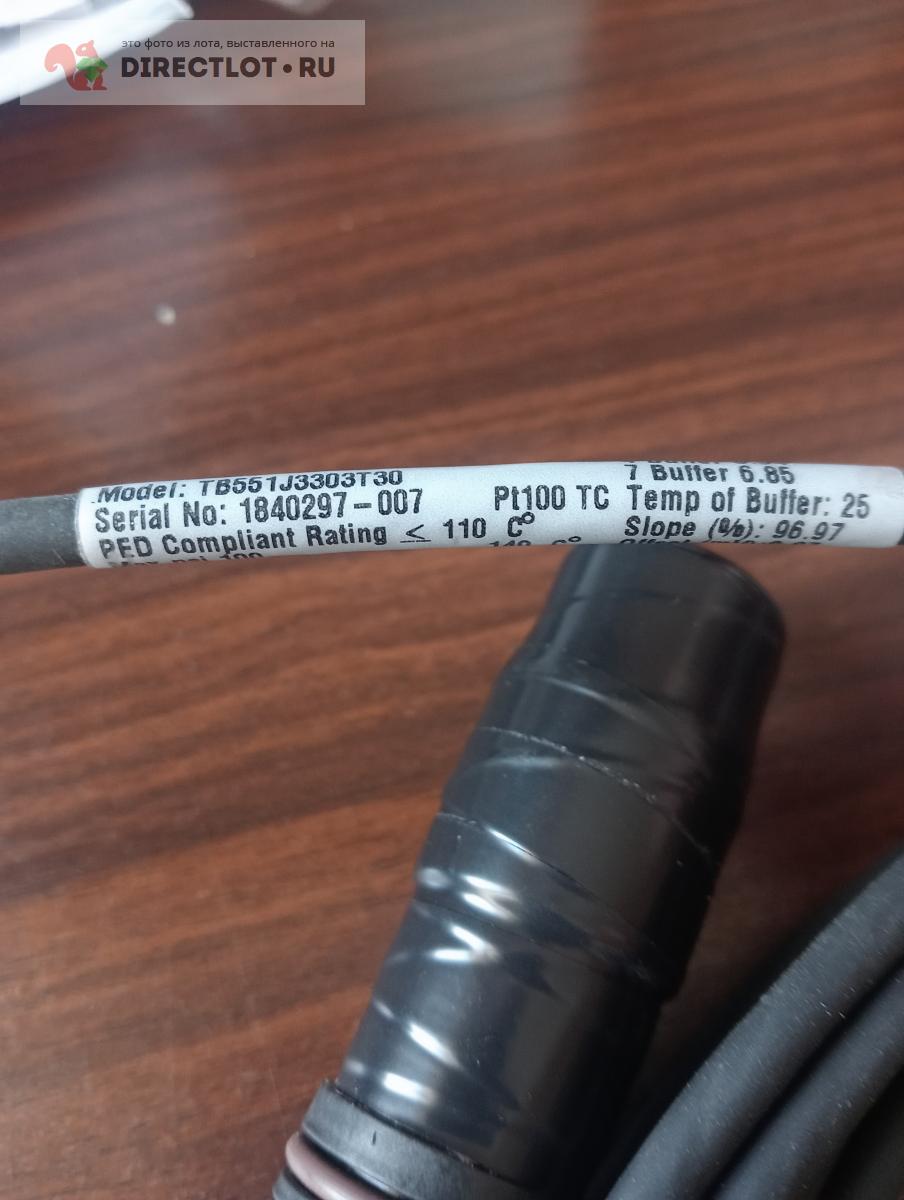 это фото из лота, выставленного на
DIRECTLOT•RU
Model: TB551J3303T30
Serial No: 1840297-007
PED Compliant Rating ≤ 110 C°
Pt100 TC
7 Buffer 6.85
Temp of Buffer: 25
Slope (%): 96.97